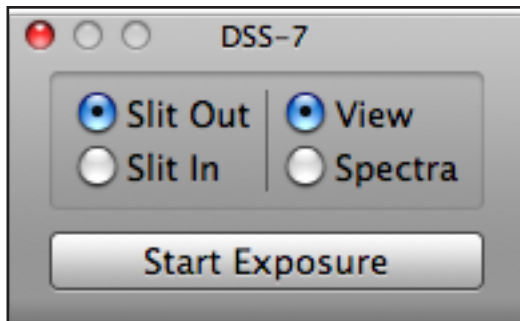 DSS-7
Slit Out
View
Slit In
Spectra
Start Exposure